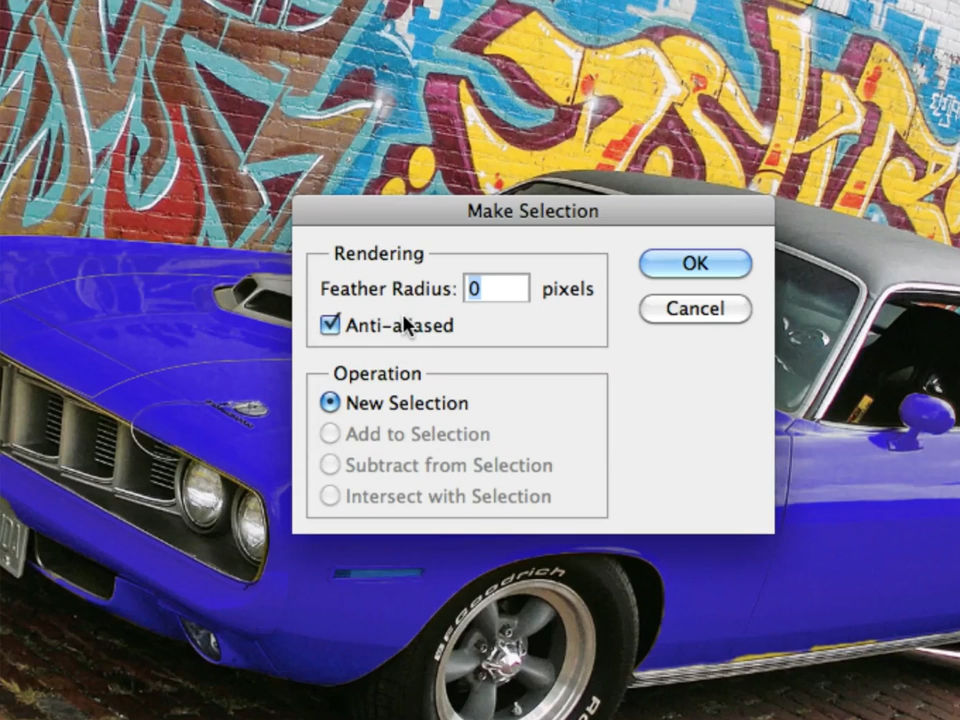 Make Selection
Rendering
Feather Radius: 0 pixels
Anti-aliased
OK
Cancel
Operation
New Selection
Add to Selection
Subtract from Selection
Intersect with Selection
BFGoodrich